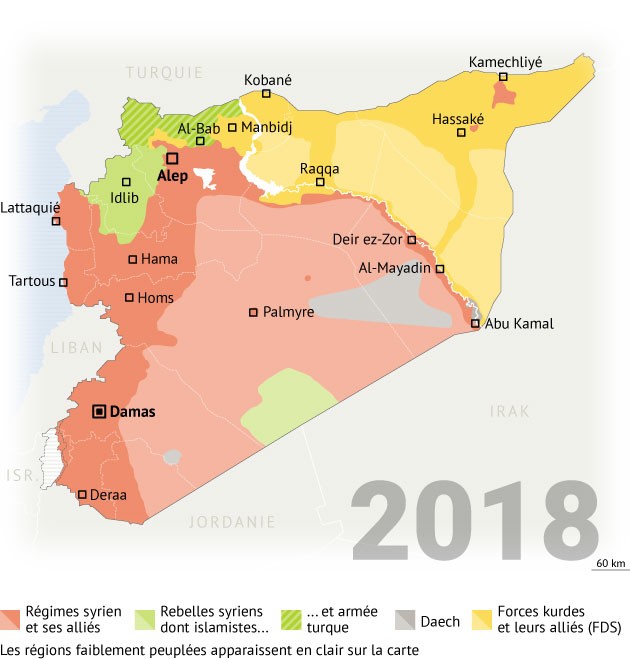 TURQUIE
Kamechliyé
Kobané
Hassaké
Al-Bab
Manbidj
Alep
Raqqa
Idlib
Lattaquié
Deir ez-Zor
Hama
Al-Mayadin
Tartous
Homs
Palmyre
Abu Kamal
LIBAN
Damas
IRAK
ISR.
Deraa
JORDANIE
2018
60 km
Régimes syrien
et ses alliés
Rebelles syriens
dont islamistes...
... et armée
turque
Daech
Forces kurdes
et leurs alliés (FDS)
Les régions faiblement peuplées apparaissent en clair sur la carte